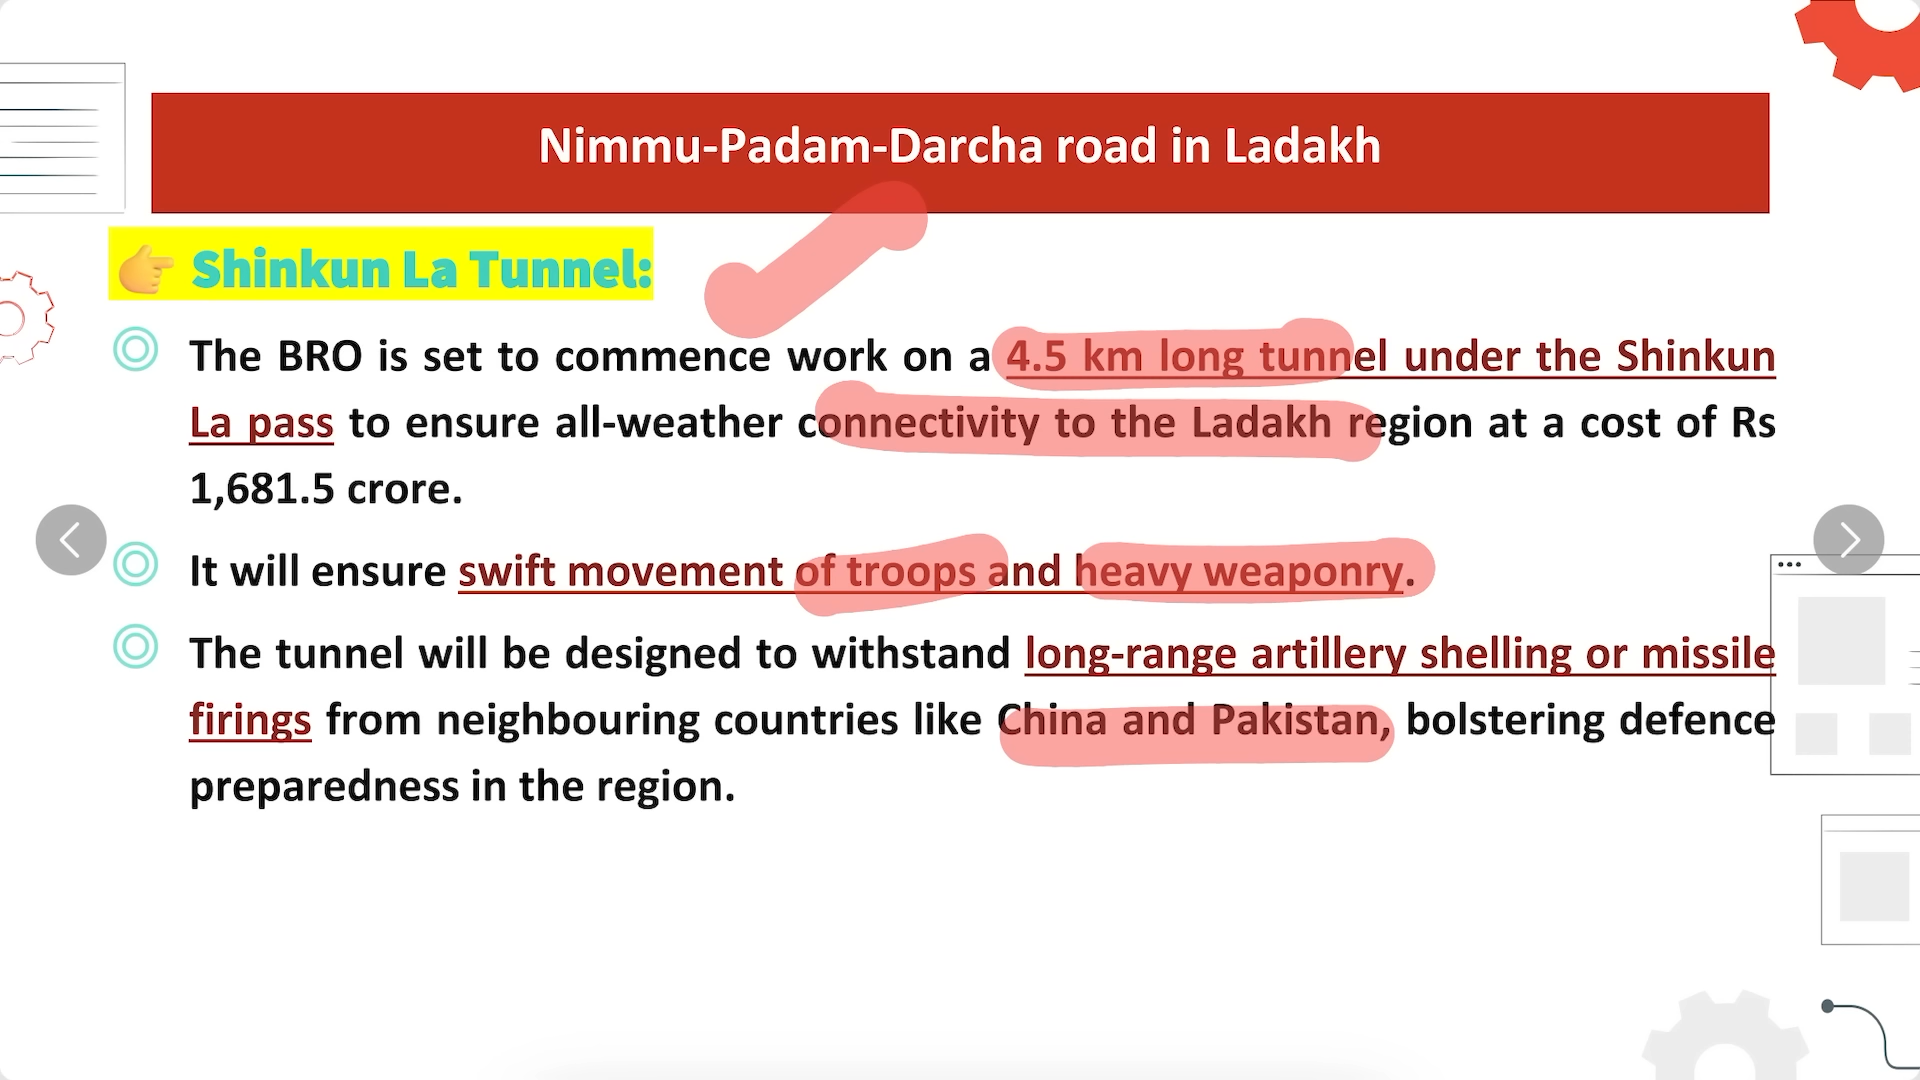 Nimmu-Padam-Darcha road in Ladakh
👉 Shinkun La Tunnel:
The BRO is set to commence work on a 4.5 km long tunnel under the Shinkun
La pass to ensure all-weather connectivity to the Ladakh region at a cost of Rs
1,681.5 crore.
It will ensure swift movement of troops and heavy weaponry.
The tunnel will be designed to withstand long-range artillery shelling or missile
firings from neighbouring countries like China and Pakistan, bolstering defence
preparedness in the region.